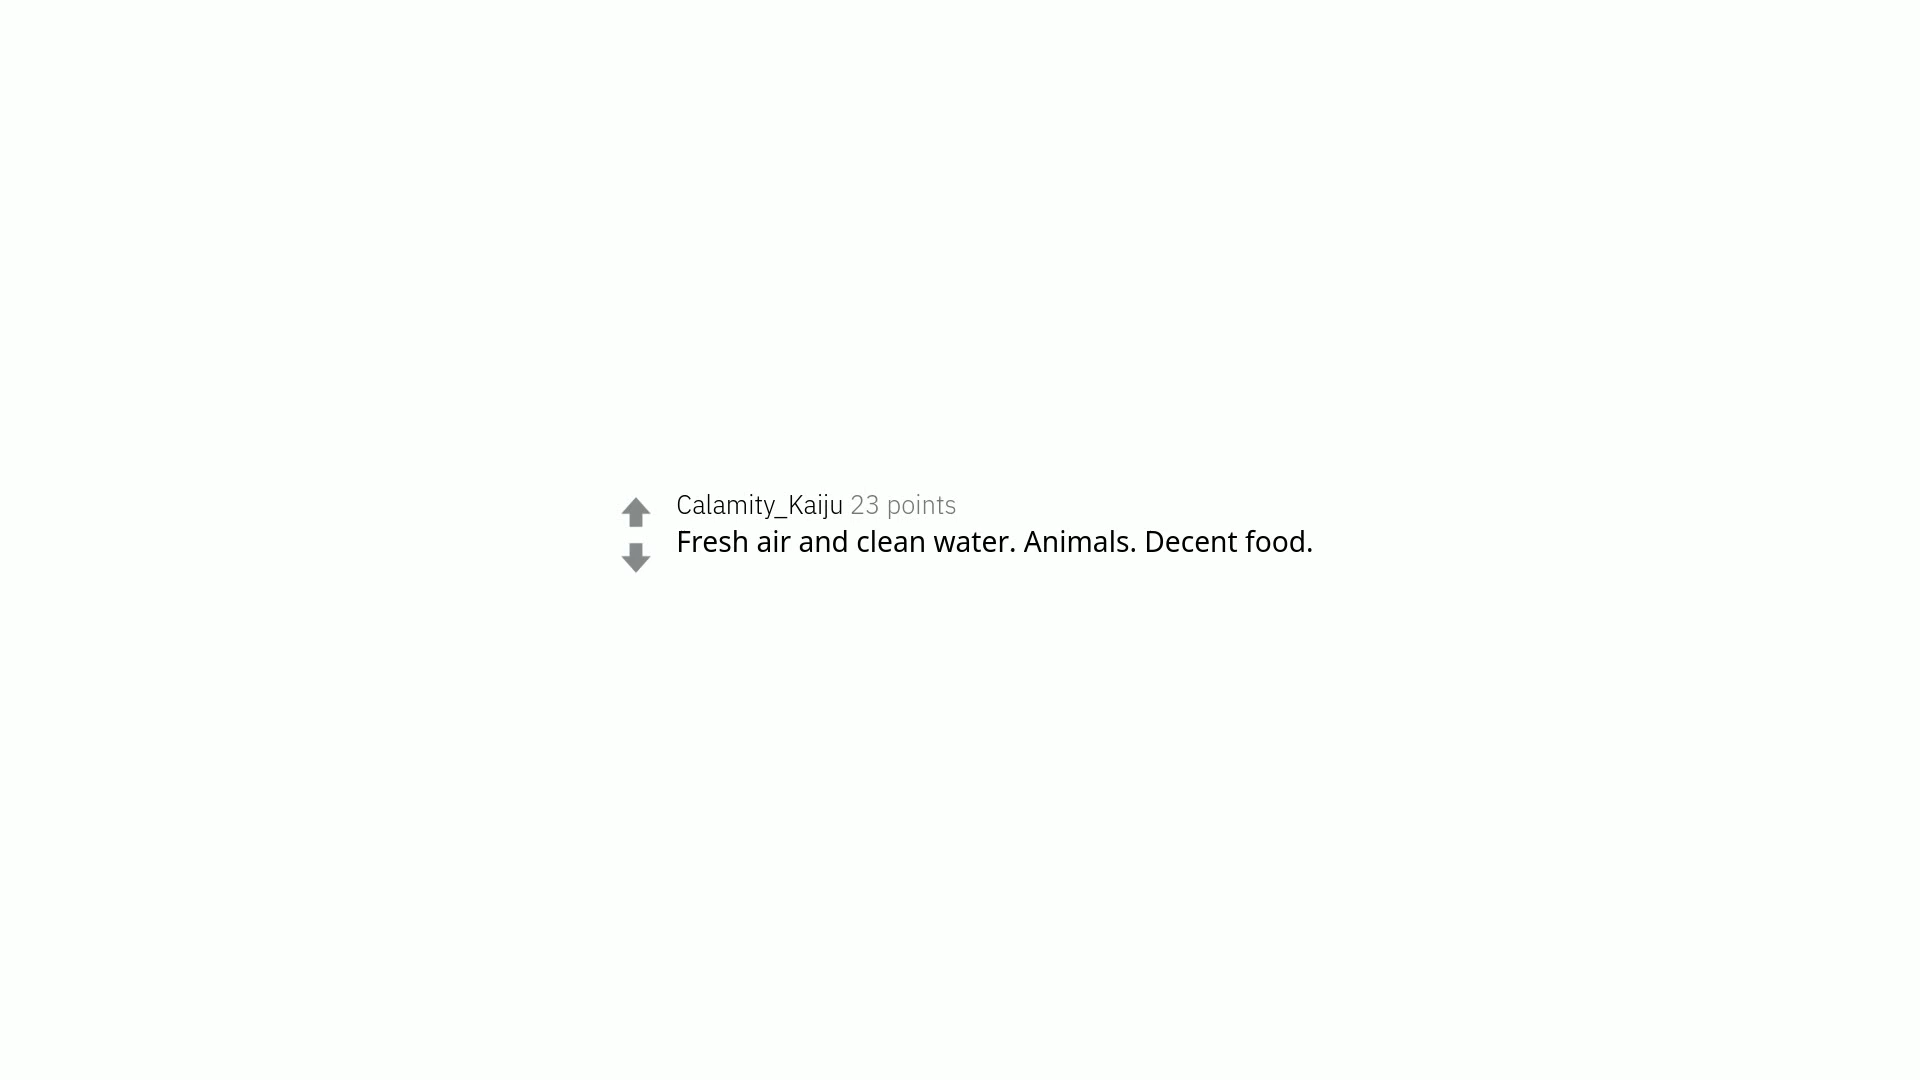 Calamity_Kaiju 23 points
Fresh air and clean water. Animals. Decent food.